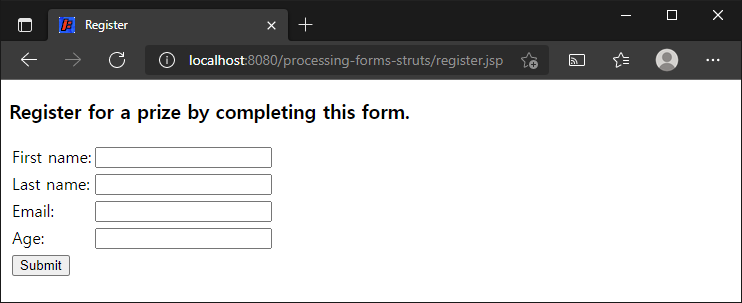 Register
localhost:8080/processing-forms-struts/register.jsp
Register for a prize by completing this form.
First name:
Last name:
Email:
Age:
Submit